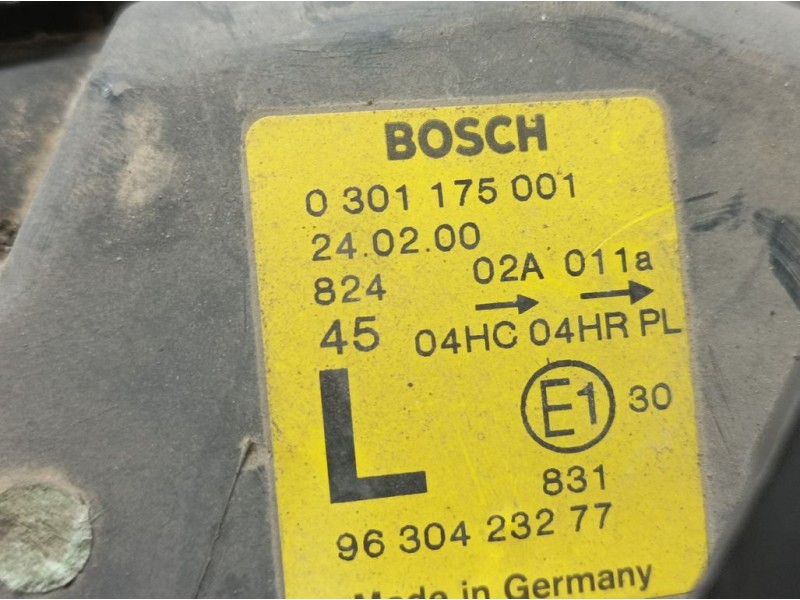 BOSCH
0 301 175 001
24.02.00
824 02A 011a
45 04HC 04HR PL
L E1 30
831
96 304 232 77
Made in Germany